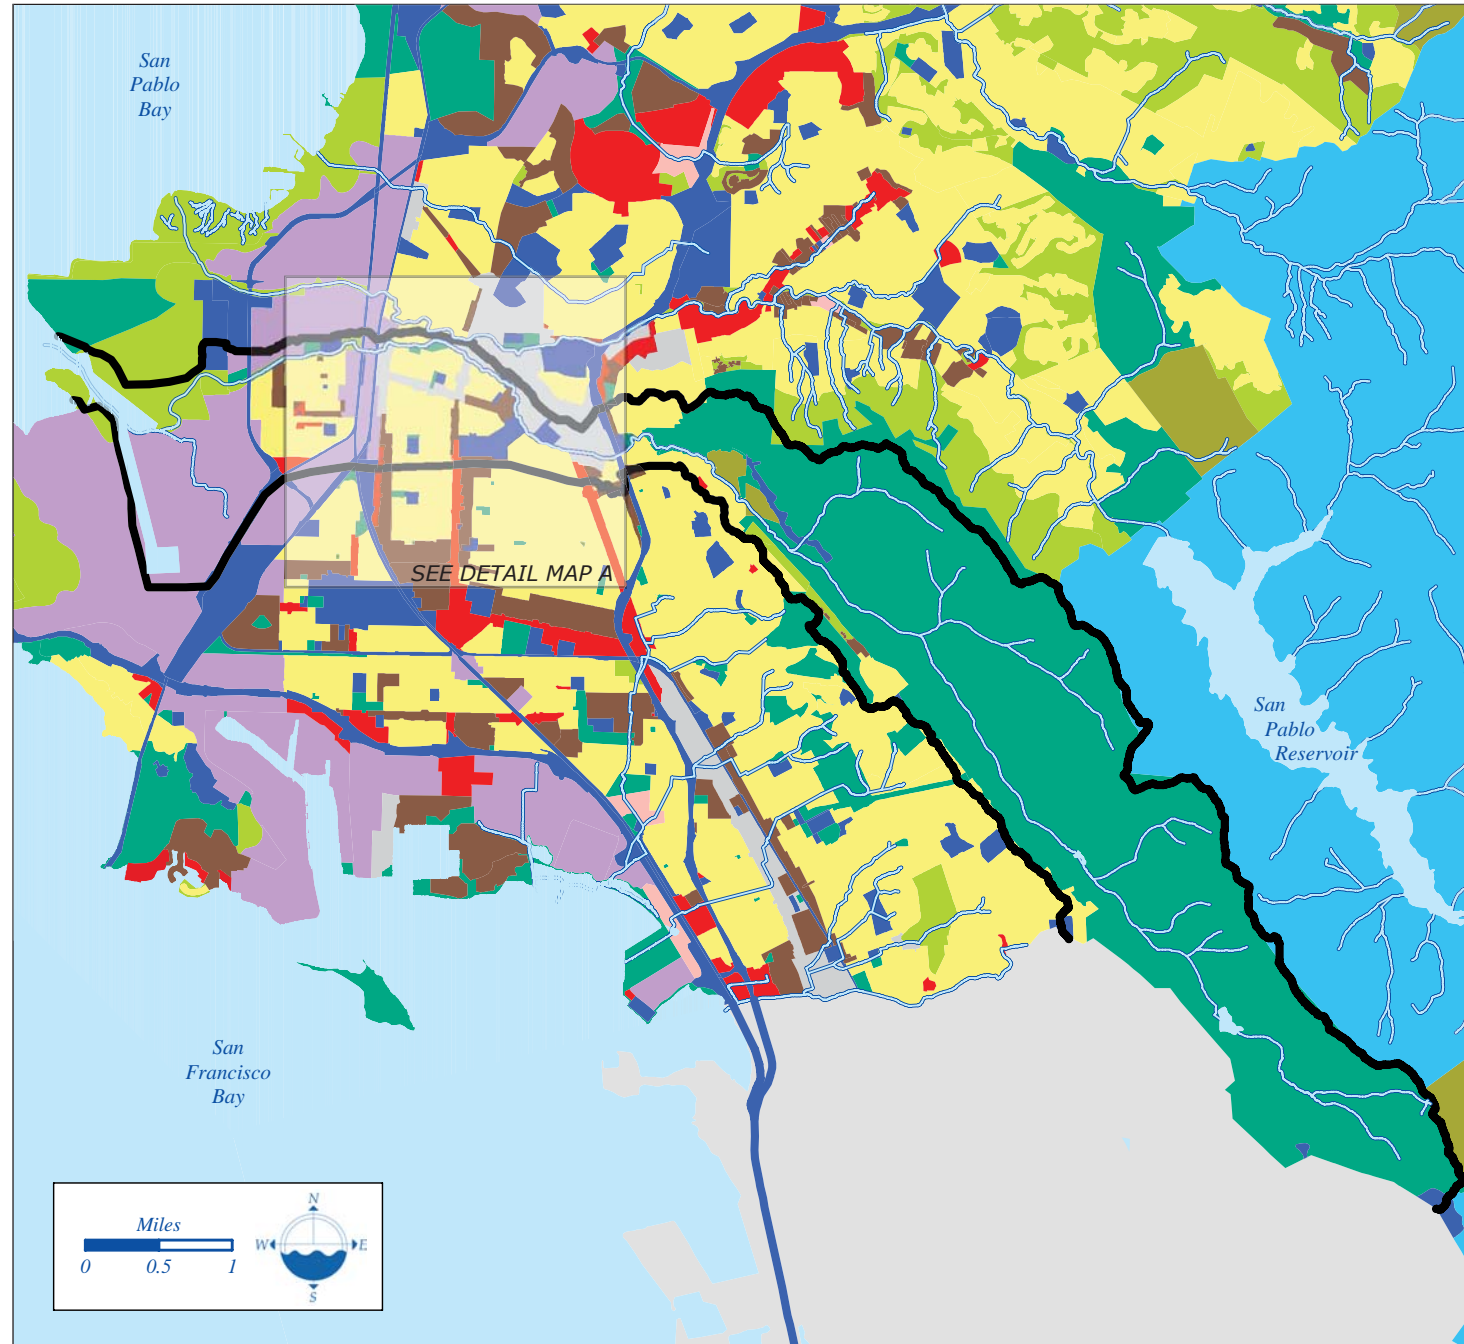 San
Pablo
Bay
SEE DETAIL MAP A
San
Pablo
Reservoir
San
Francisco
Bay
Miles
0 0.5 1
N
W E
S